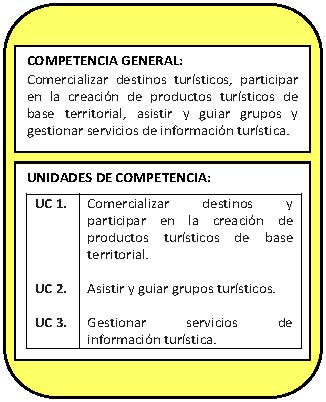 COMPETENCIA GENERAL:
Comercializar destinos turísticos, participar
en la creación de productos turísticos de
base territorial, asistir y guiar grupos y
gestionar servicios de información turística.
UNIDADES DE COMPETENCIA:
UC 1. Comercializar destinos y
participar en la creación de
productos turísticos de base
territorial.
UC 2. Asistir y guiar grupos turísticos.
UC 3. Gestionar servicios de
información turística.